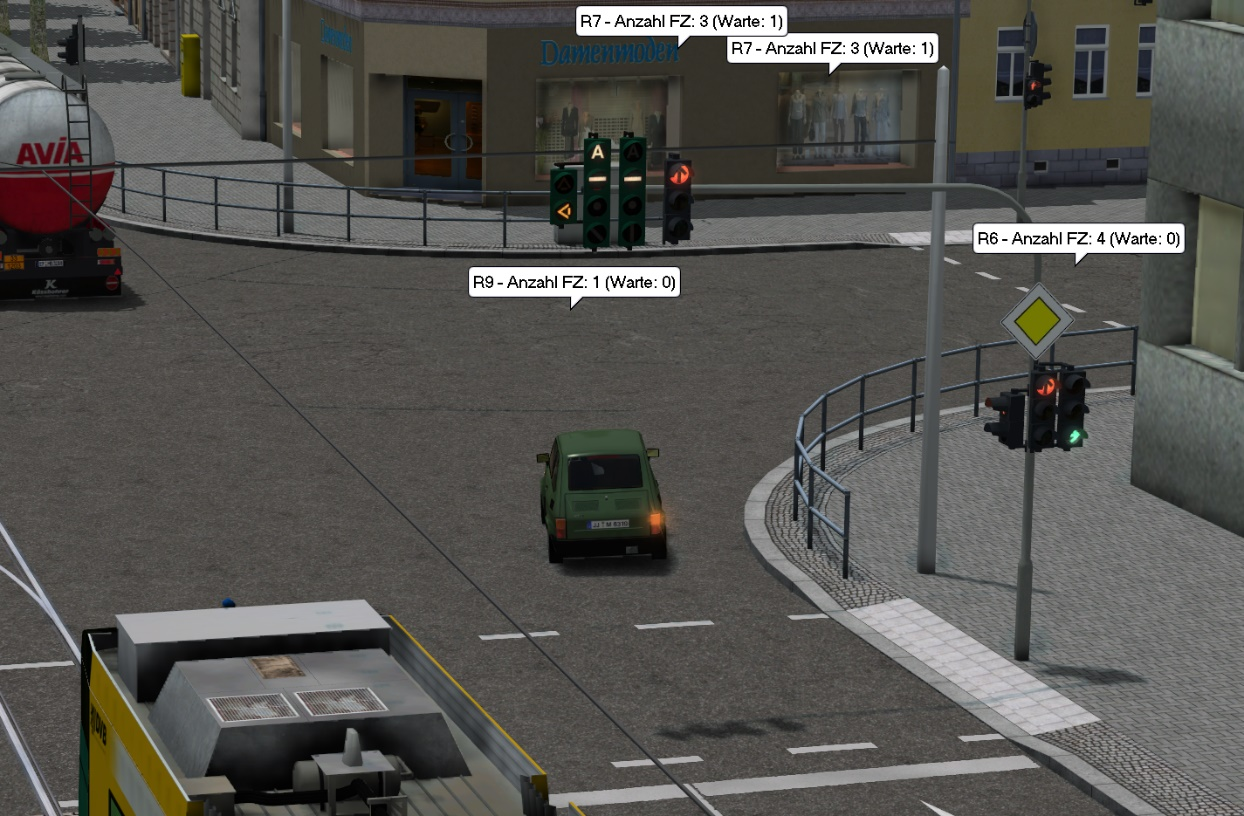 R7 - Anzahl FZ: 3 (Warte: 1)
R7 - Anzahl FZ: 3 (Warte: 1)
Damenmoden
AVIA
A
A
R6 - Anzahl FZ: 4 (Warte: 0)
R9 - Anzahl FZ: 1 (Warte: 0)